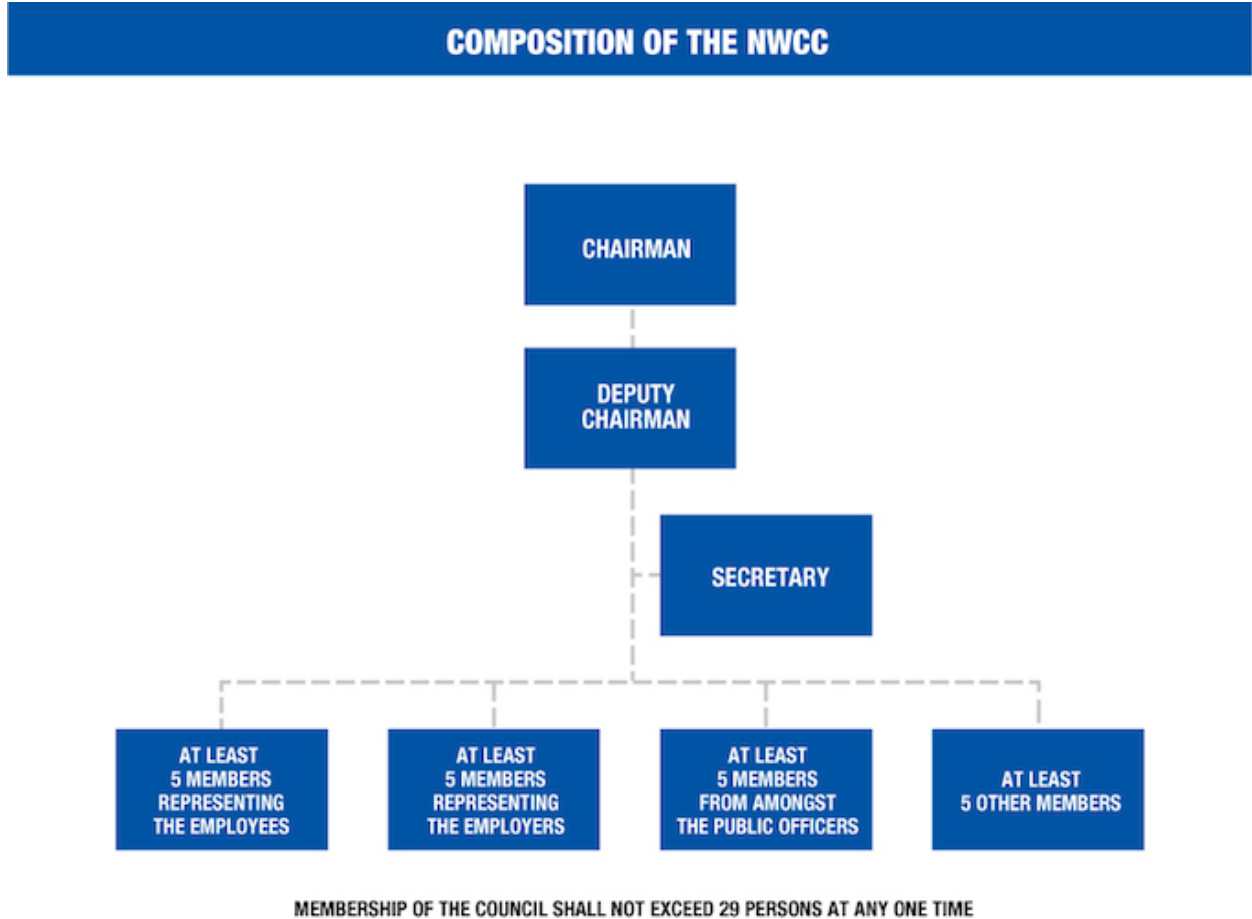 COMPOSITION OF THE NWCC
CHAIRMAN
DEPUTY
CHAIRMAN
SECRETARY
AT LEAST
5 MEMBERS
REPRESENTING
THE EMPLOYEES
AT LEAST
5 MEMBERS
REPRESENTING
THE EMPLOYERS
AT LEAST
5 MEMBERS
FROM AMONGST
THE PUBLIC OFFICERS
AT LEAST
5 OTHER MEMBERS
MEMBERSHIP OF THE COUNCIL SHALL NOT EXCEED 29 PERSONS AT ANY ONE TIME